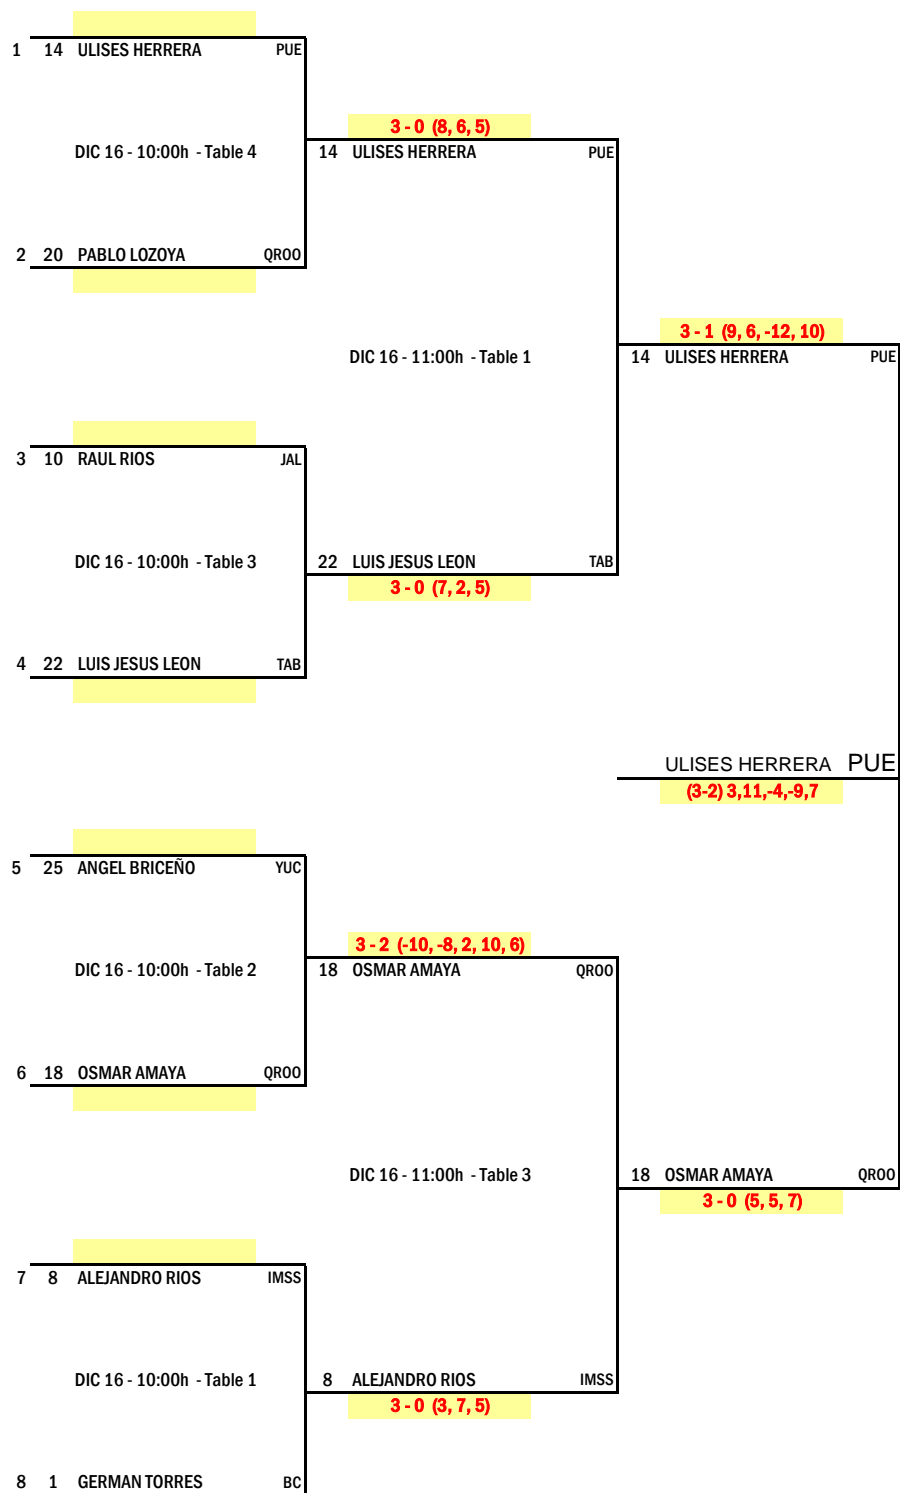 1 14 ULISES HERRERA PUE
3 - 0 (8, 6, 5)
DIC 16 - 10:00h - Table 4
14 ULISES HERRERA PUE
2 20 PABLO LOZOYA QROO
3 - 1 (9, 6, -12, 10)
DIC 16 - 11:00h - Table 1
14 ULISES HERRERA PUE
3 10 RAUL RIOS JAL
DIC 16 - 10:00h - Table 3
22 LUIS JESUS LEON TAB
3 - 0 (7, 2, 5)
4 22 LUIS JESUS LEON TAB
ULISES HERRERA PUE
(3-2) 3,11,-4,-9,7
5 25 ANGEL BRICEÑO YUC
3 - 2 (-10, -8, 2, 10, 6)
DIC 16 - 10:00h - Table 2
18 OSMAR AMAYA QROO
6 18 OSMAR AMAYA QROO
DIC 16 - 11:00h - Table 3
18 OSMAR AMAYA QROO
3 - 0 (5, 5, 7)
7 8 ALEJANDRO RIOS IMSS
DIC 16 - 10:00h - Table 1
8 ALEJANDRO RIOS IMSS
3 - 0 (3, 7, 5)
8 1 GERMAN TORRES BC